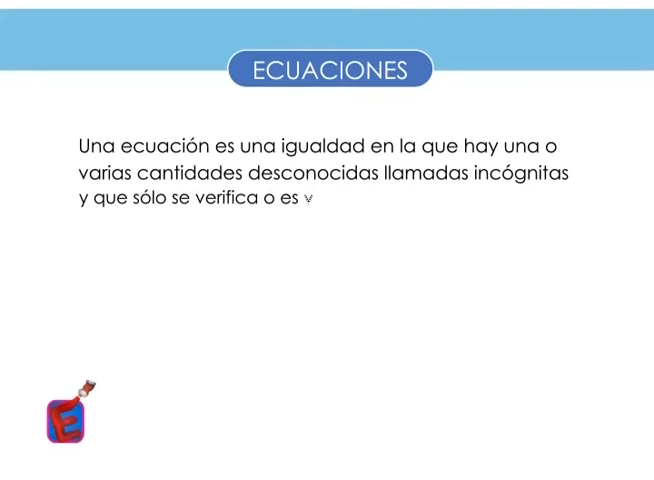 ECUACIONES
Una ecuación es una igualdad en la que hay una o
varias cantidades desconocidas llamadas incógnitas
y que sólo se verifica o es v
E